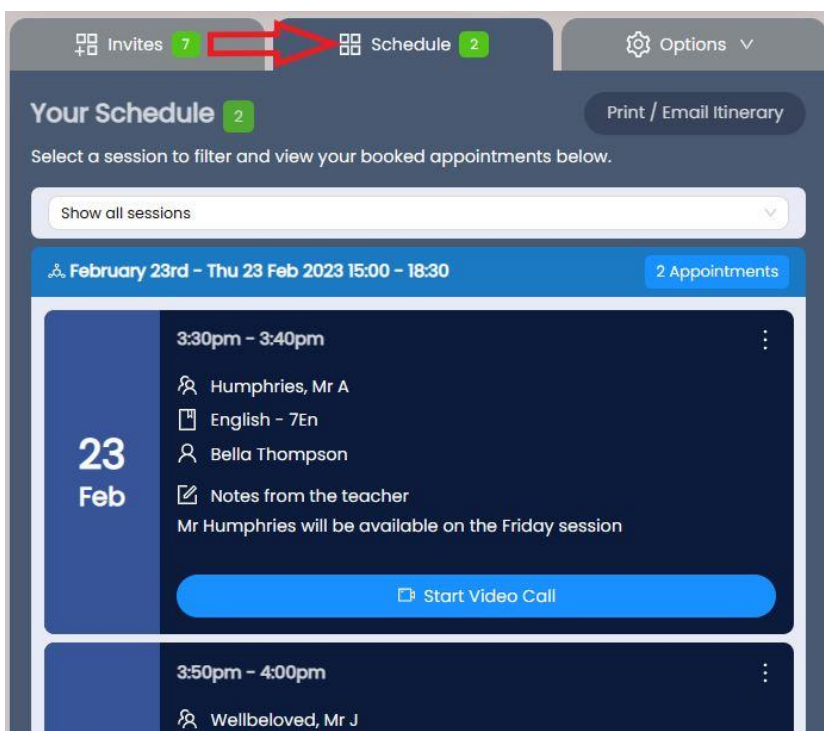 Invites 7
Schedule 2
Options
Your Schedule 2
Print / Email Itinerary
Select a session to filter and view your booked appointments below.
Show all sessions
February 23rd - Thu 23 Feb 2023 15:00 - 18:30
2 Appointments
23
Feb
3:30pm - 3:40pm
Humphries, Mr A
English - 7En
Bella Thompson
Notes from the teacher
Mr Humphries will be available on the Friday session
Start Video Call
3:50pm - 4:00pm
Wellbeloved, Mr J